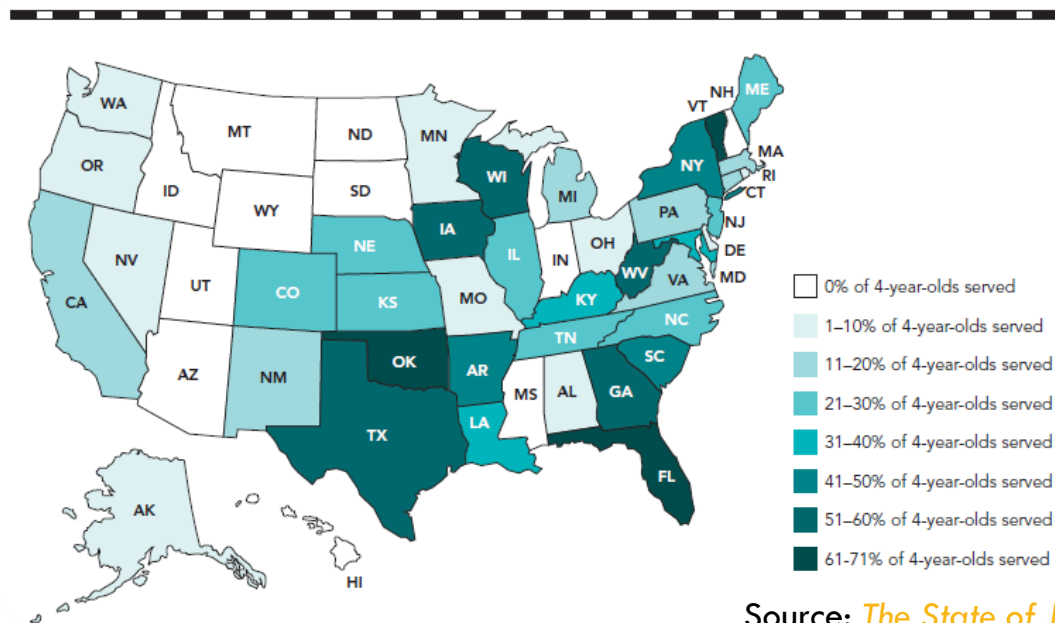 WA
MT
ND
MN
VT
NH
ME
OR
ID
SD
WI
MI
NY
MA
RI
CT
WY
IA
PA
NJ
NV
UT
NE
IL
IN
OH
DE
MD
CA
CO
KS
MO
WV
VA
KY
NC
TN
AZ
NM
OK
AR
SC
MS
AL
GA
TX
LA
FL
AK
HI
0% of 4-year-olds served
1–10% of 4-year-olds served
11–20% of 4-year-olds served
21–30% of 4-year-olds served
31–40% of 4-year-olds served
41–50% of 4-year-olds served
51–60% of 4-year-olds served
61-71% of 4-year-olds served
Source: The State of